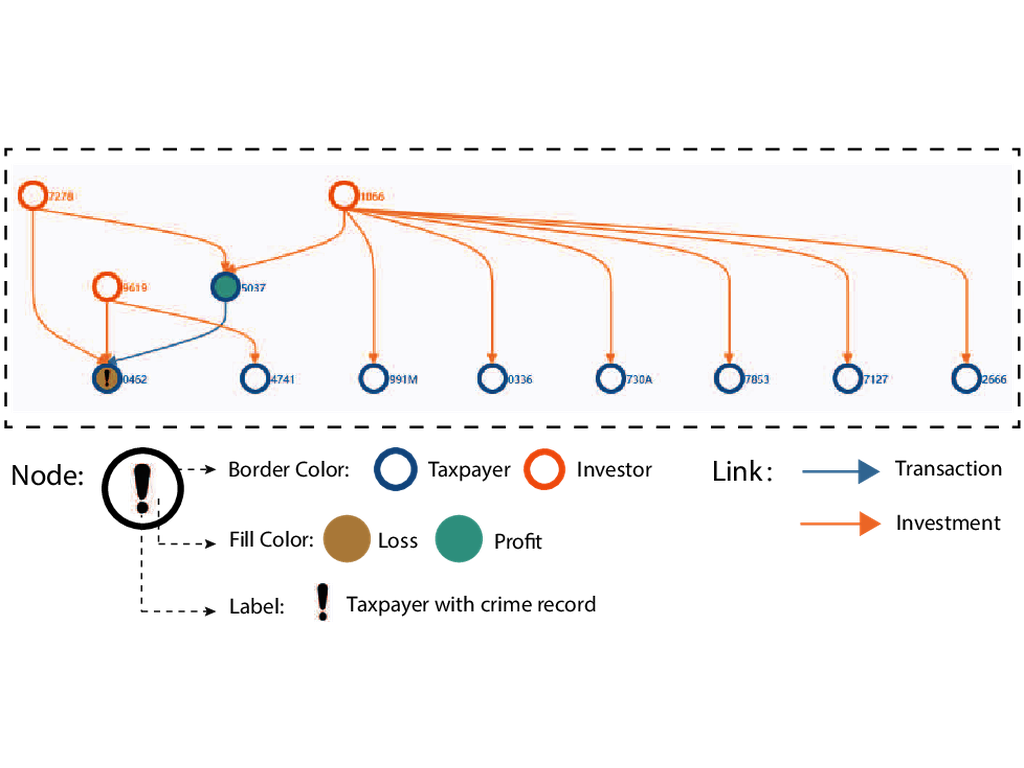 7278
1866
9619
5037
0462
4741
991M
0336
730A
7853
7127
2666
Node:
!
Border Color:
Taxpayer
Investor
Link:
Transaction
Investment
Fill Color:
Loss
Profit
Label:
!
Taxpayer with crime record